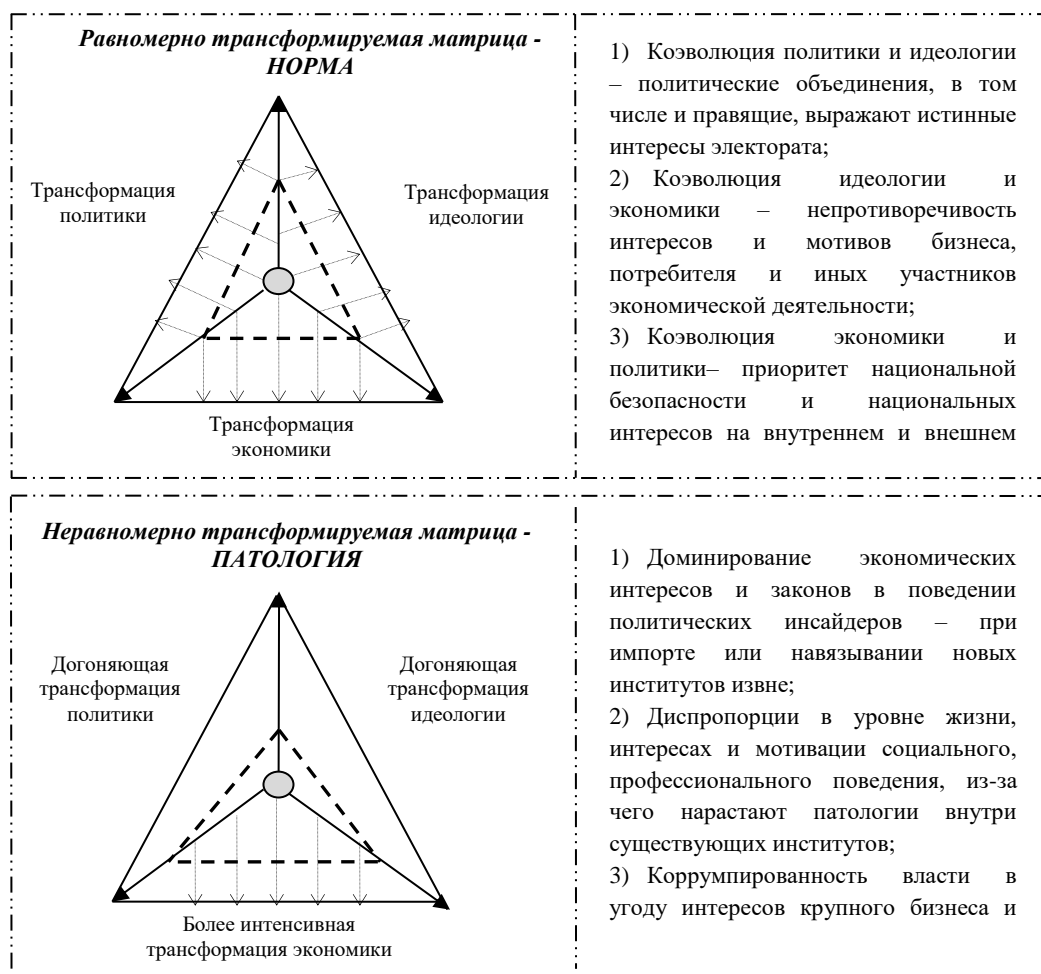 Равномерно трансформируемая матрица -
НОРМА
Трансформация
политики
Трансформация
идеологии
Трансформация
экономики
1) Коэволюция политики и идеологии
– политические объединения, в том
числе и правящие, выражают истинные
интересы электората;
2) Коэволюция идеологии и
экономики – непротиворечивость
интересов и мотивов бизнеса,
потребителя и иных участников
экономической деятельности;
3) Коэволюция экономики и
политики– приоритет национальной
безопасности и национальных
интересов на внутреннем и внешнем
Неравномерно трансформируемая матрица -
ПАТОЛОГИЯ
Догоняющая
трансформация
политики
Догоняющая
трансформация
идеологии
Более интенсивная
трансформация экономики
1) Доминирование экономических
интересов и законов в поведении
политических инсайдеров – при
импорте или навязывании новых
институтов извне;
2) Диспропорции в уровне жизни,
интересах и мотивации социального,
профессионального поведения, из-за
чего нарастают патологии внутри
существующих институтов;
3) Коррумпированность власти в
угоду интересов крупного бизнеса и